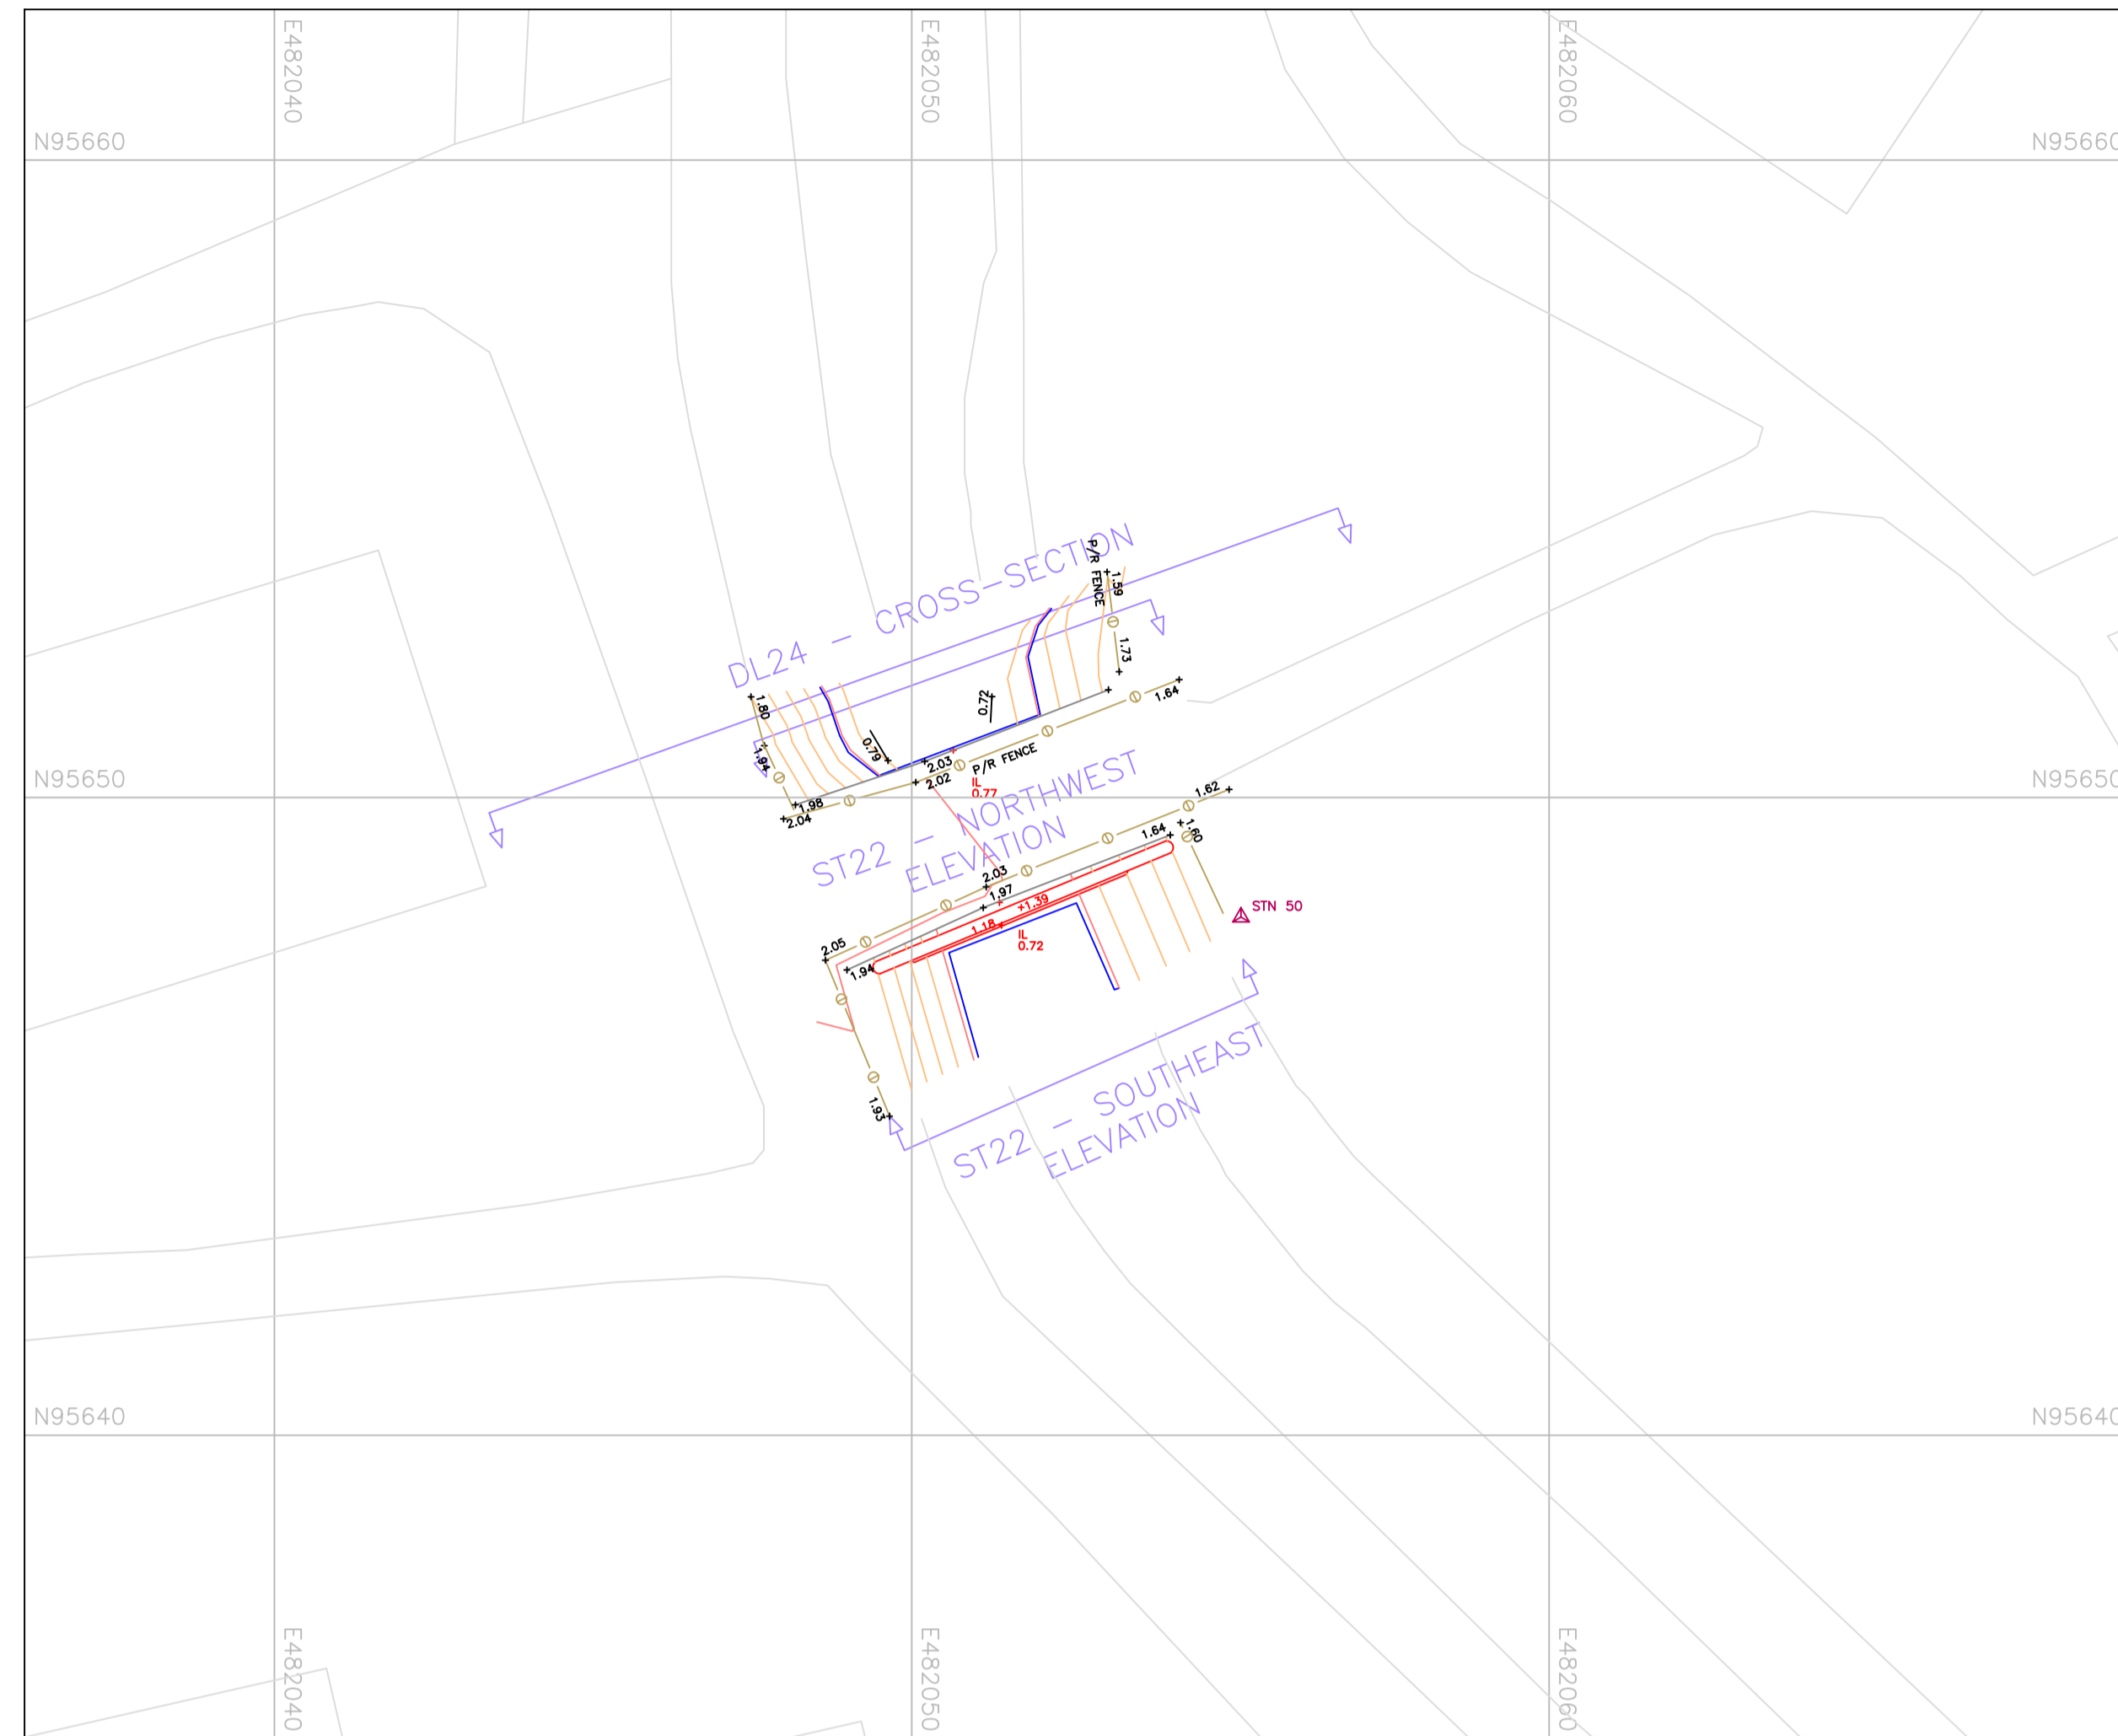 E482040
E482050
E482060
N95660
N95660
DL24 - CROSS-SECTION
P/R FENCE
1.59
1.73
1.80
1.94
0.72
0.79
1.64
2.03
2.02
P/R FENCE
IL
0.77
1.98
2.04
N95650
N95650
ST22 - NORTHWEST
ELEVATION
1.62
1.64
1.60
2.03
1.97
+1.39
1.18
IL
0.72
STN 50
2.05
1.94
1.93
ST22 - SOUTHEAST
ELEVATION
N95640
N95640
E482040
E482050
E482060